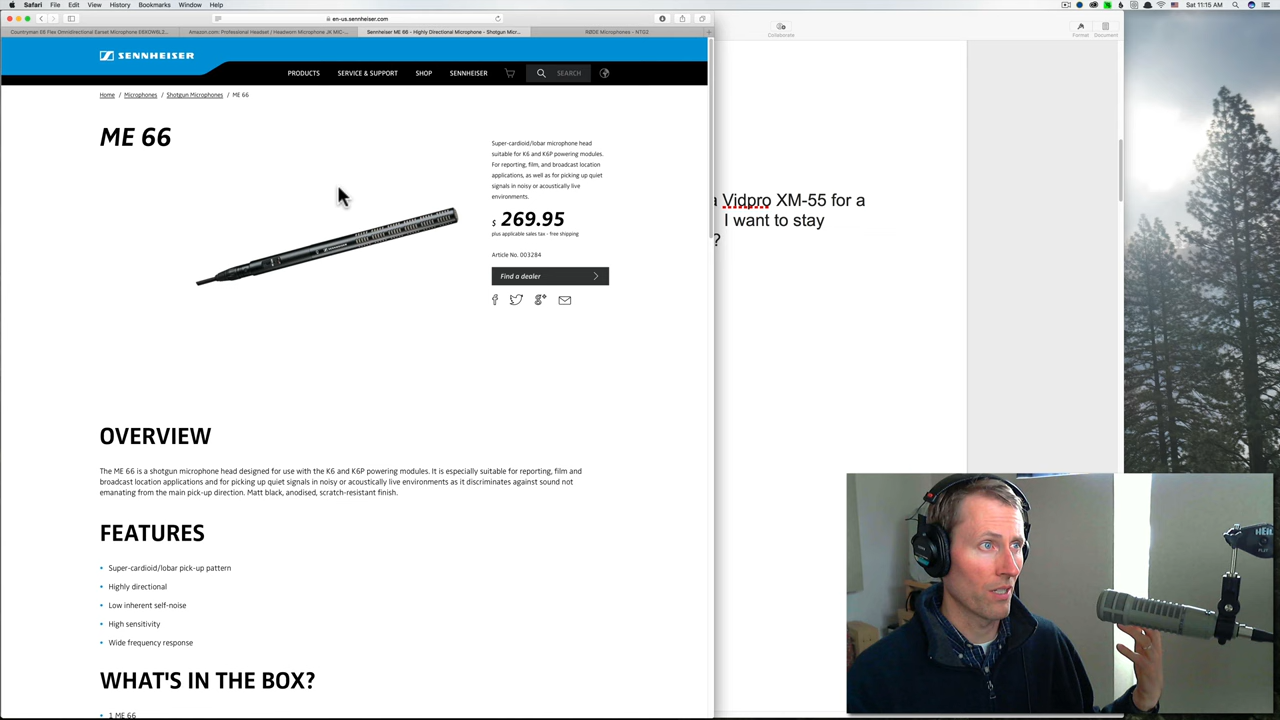 Safari File Edit View History Bookmarks Window Help
Sat 11:15 AM
en-us.sennheiser.com
Countryman E6 Flex Omnidirectional Earset Microphone E6XOW6L2...
Amazon.com: Professional Headset / Headworn Microphone JK MIC-...
Sennheiser ME 66 - Highly Directional Microphone - Shotgun Micr...
RØDE Microphones - NTG2
Collaborate
Format Document
SENNHEISER
PRODUCTS SERVICE & SUPPORT SHOP SENNHEISER SEARCH
Home / Microphones / Shotgun Microphones / ME 66
ME 66
Super-cardioid/lobar microphone head
suitable for K6 and K6P powering modules.
For reporting, film, and broadcast location
applications, as well as for picking up quiet
signals in noisy or acoustically live
environments.
$ 269.95
plus applicable sales tax - free shipping
Article No. 003284
Find a dealer
a Vidpro XM-55 for a
I want to stay
?
OVERVIEW
The ME 66 is a shotgun microphone head designed for use with the K6 and K6P powering modules. It is especially suitable for reporting, film and
broadcast location applications and for picking up quiet signals in noisy or acoustically live environments as it discriminates against sound not
emanating from the main pick-up direction. Matt black, anodised, scratch-resistant finish.
FEATURES
• Super-cardioid/lobar pick-up pattern
• Highly directional
• Low inherent self-noise
• High sensitivity
• Wide frequency response
WHAT'S IN THE BOX?
• 1 ME 66
HEIL